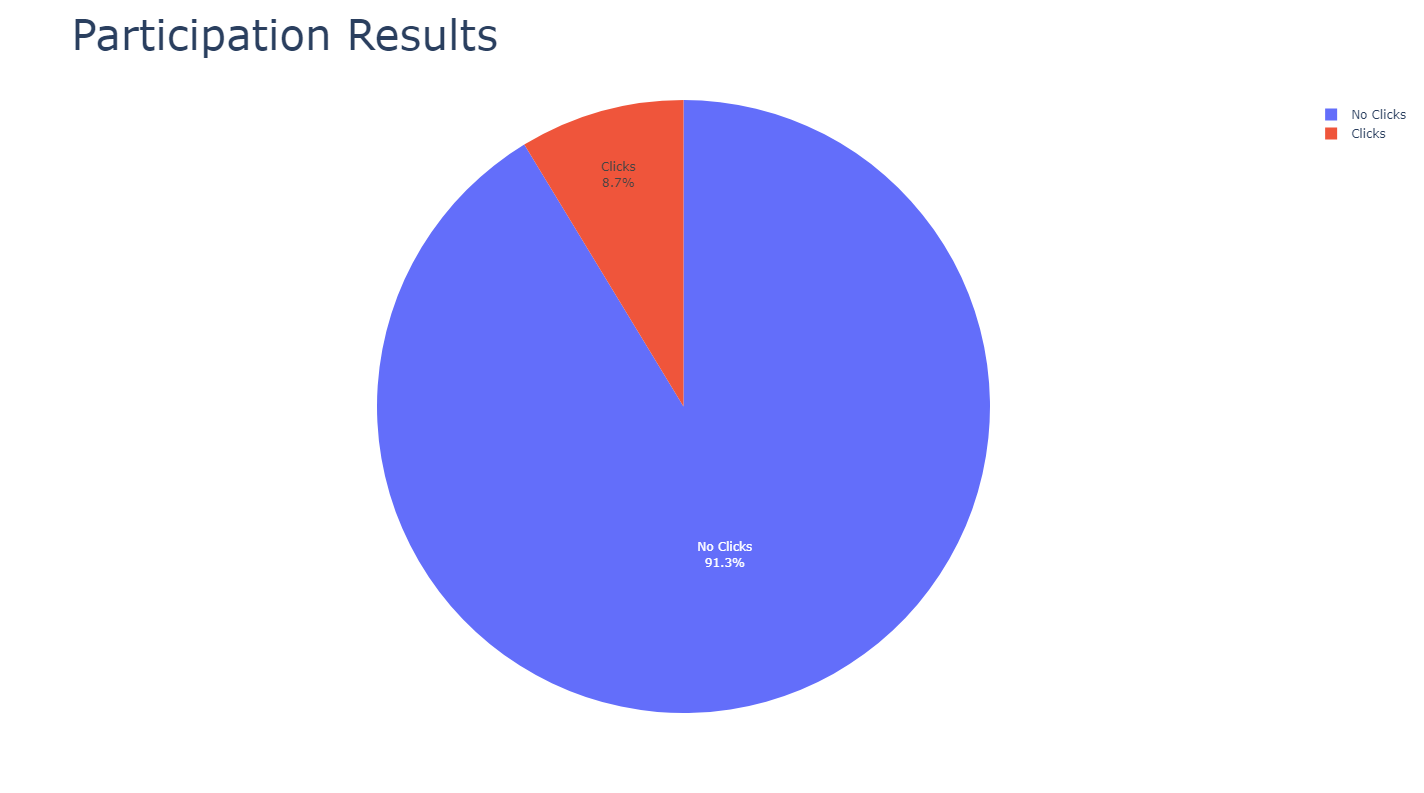 Participation Results
No Clicks
Clicks
Clicks
8.7%
No Clicks
91.3%